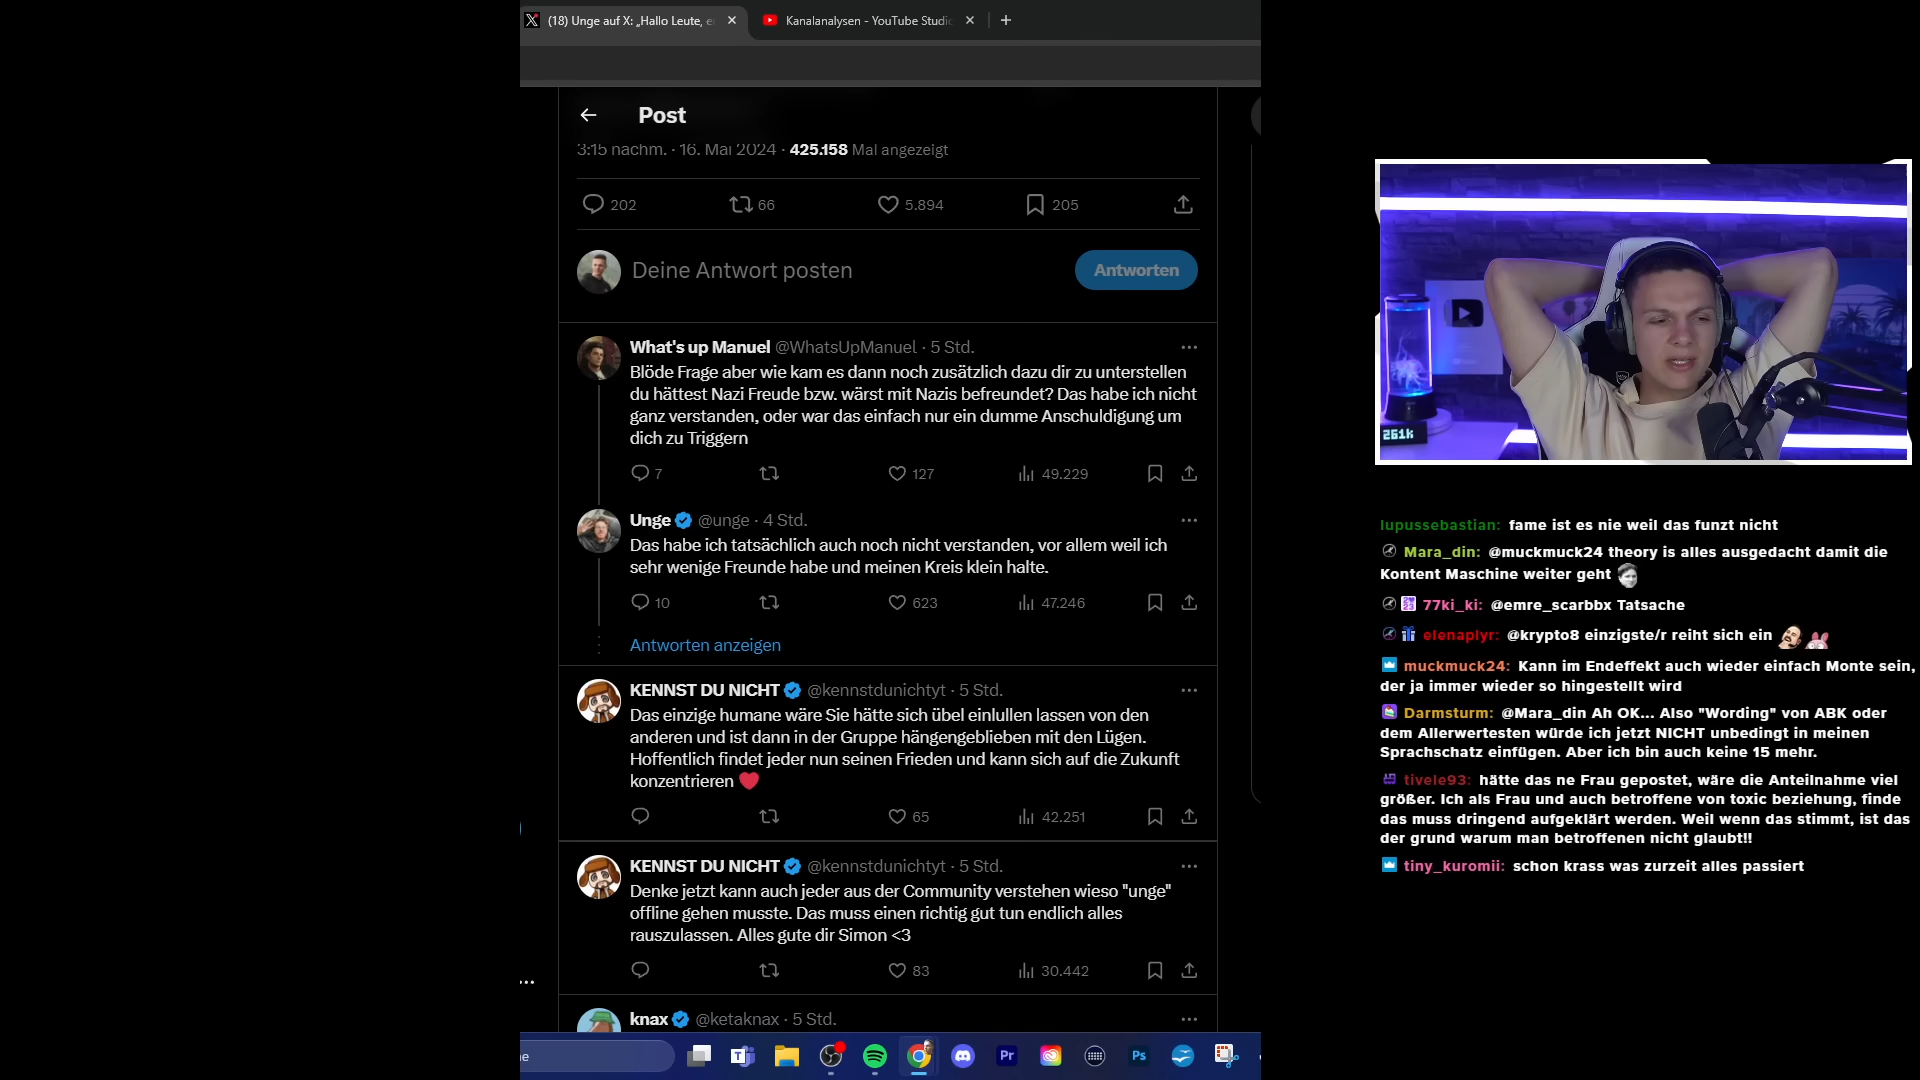 (18) Unge auf X: „Hallo Leute, e
Kanalanalysen - YouTube Studio
Post
3:15 nachm. · 16. Mai 2024 · 425.158 Mal angezeigt
202
66
5.894
205
Deine Antwort posten
Antworten
What's up Manuel @WhatsUpManuel · 5 Std.
Blöde Frage aber wie kam es dann noch zusätzlich dazu dir zu unterstellen
du hättest Nazi Freude bzw. wärst mit Nazis befreundet? Das habe ich nicht
ganz verstanden, oder war das einfach nur ein dumme Anschuldigung um
dich zu Triggern
7
127
49.229
Unge @unge · 4 Std.
Das habe ich tatsächlich auch noch nicht verstanden, vor allem weil ich
sehr wenige Freunde habe und meinen Kreis klein halte.
10
623
47.246
Antworten anzeigen
KENNST DU NICHT @kennstdunichtyt · 5 Std.
Das einzige humane wäre Sie hätte sich übel einlullen lassen von den
anderen und ist dann in der Gruppe hängengeblieben mit den Lügen.
Hoffentlich findet jeder nun seinen Frieden und kann sich auf die Zukunft
konzentrieren ❤️
65
42.251
KENNST DU NICHT @kennstdunichtyt · 5 Std.
Denke jetzt kann auch jeder aus der Community verstehen wieso "unge"
offline gehen musste. Das muss einen richtig gut tun endlich alles
rauszulassen. Alles gute dir Simon <3
83
30.442
knax @ketaknax · 5 Std.
he
Pr
Ps
261k
lupussebastian: fame ist es nie weil das funzt nicht
Mara_din: @muckmuck24 theory is alles ausgedacht damit die
Kontent Maschine weiter geht
77ki_ki: @emre_scarbbx Tatsache
elenaplyr: @krypto8 einzigste/r reiht sich ein
muckmuck24: Kann im Endeffekt auch wieder einfach Monte sein,
der ja immer wieder so hingestellt wird
Darmsturm: @Mara_din Ah OK... Also "Wording" von ABK oder
dem Allerwertesten würde ich jetzt NICHT unbedingt in meinen
Sprachschatz einfügen. Aber ich bin auch keine 15 mehr.
tivele93: hätte das ne Frau gepostet, wäre die Anteilnahme viel
größer. Ich als Frau und auch betroffene von toxic beziehung, finde
das muss dringend aufgeklärt werden. Weil wenn das stimmt, ist das
der grund warum man betroffenen nicht glaubt!!
tiny_kuromii: schon krass was zurzeit alles passiert